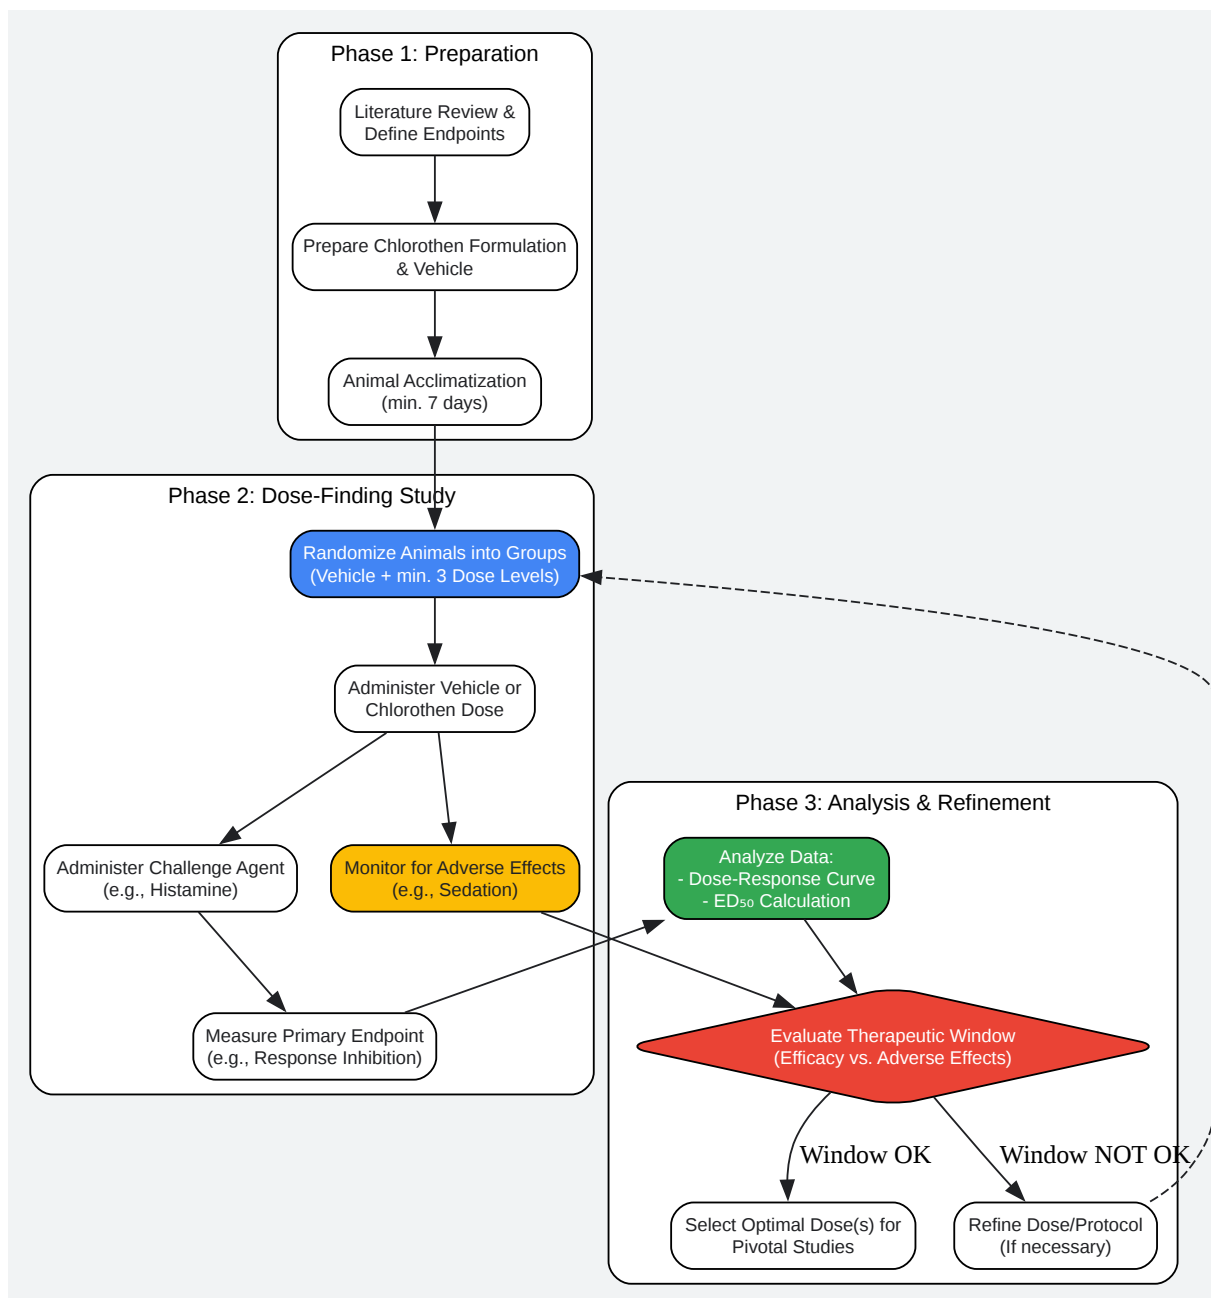 Phase 1: Preparation
Literature Review &
Define Endpoints
Prepare Chlorothen Formulation
& Vehicle
Animal Acclimatization
(min. 7 days)
Phase 2: Dose-Finding Study
Randomize Animals into Groups
(Vehicle + min. 3 Dose Levels)
Administer Vehicle or
Chlorothen Dose
Administer Challenge Agent
(e.g., Histamine)
Monitor for Adverse Effects
(e.g., Sedation)
Measure Primary Endpoint
(e.g., Response Inhibition)
Phase 3: Analysis & Refinement
Analyze Data:
- Dose-Response Curve
- ED₅₀ Calculation
Evaluate Therapeutic Window
(Efficacy vs. Adverse Effects)
Window OK
Window NOT OK
Select Optimal Dose(s) for
Pivotal Studies
Refine Dose/Protocol
(If necessary)